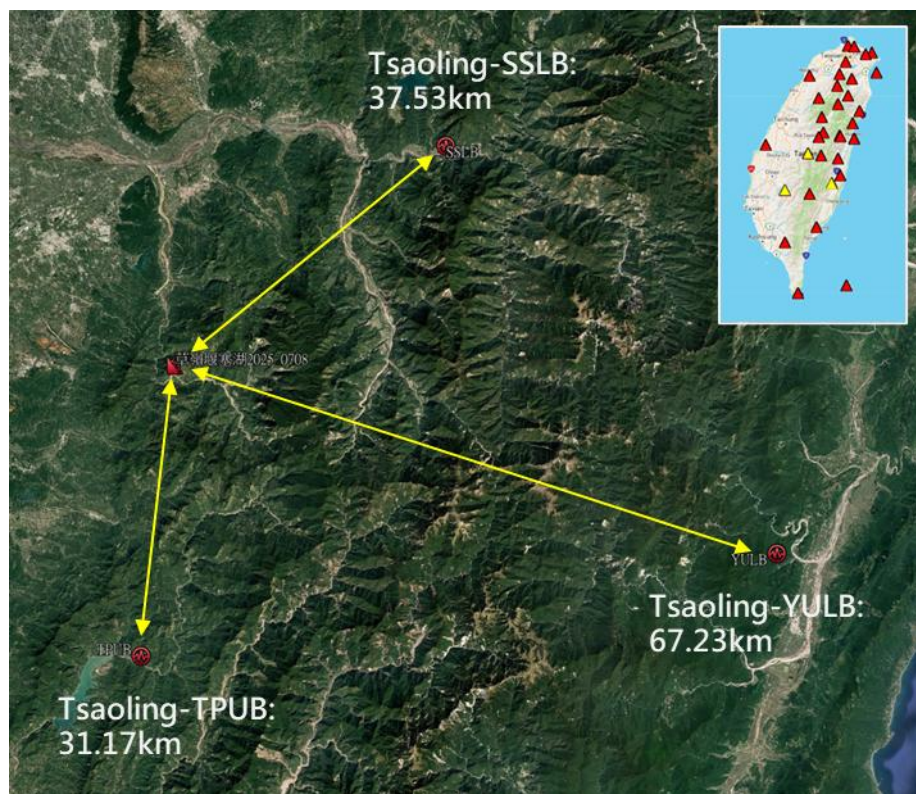 Tsaoling-SSLB:
37.53km
SSLB
草嶺堰塞湖2025_0708
YULB
Tsaoling-YULB:
67.23km
TPUB
Tsaoling-TPUB:
31.17km